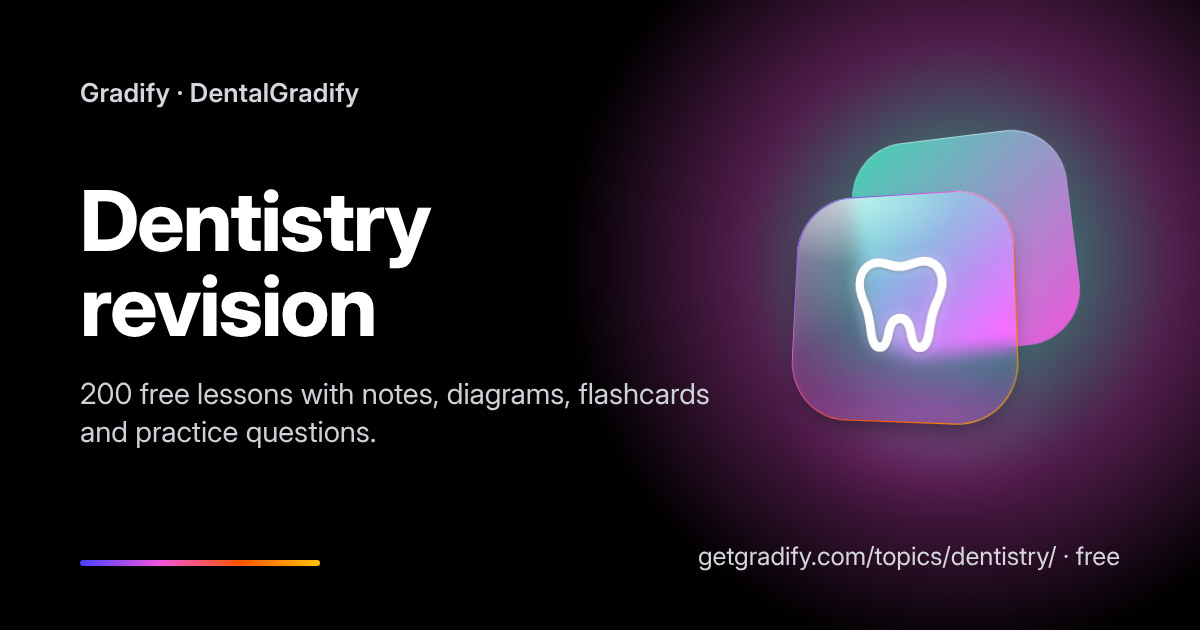 Gradify · DentalGradify
Dentistry
revision
200 free lessons with notes, diagrams, flashcards
and practice questions.
getgradify.com/topics/dentistry/ · free